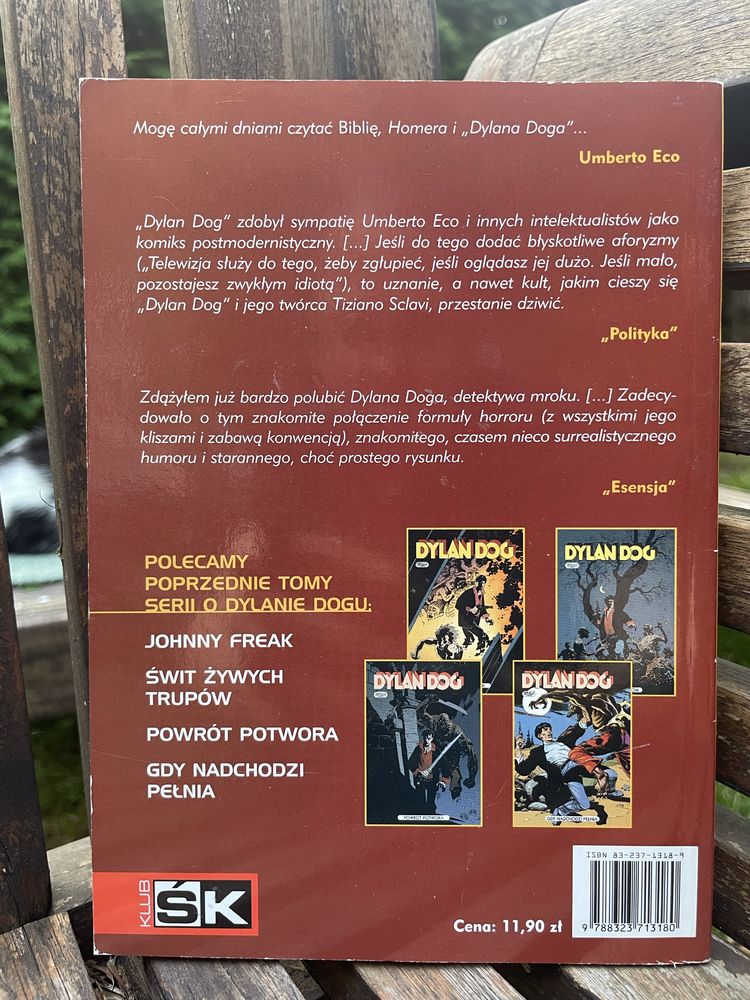 Mogę całymi dniami czytać Biblię, Homera i „Dylana Doga”...
Umberto Eco
„Dylan Dog” zdobył sympatię Umberto Eco i innych intelektualistów jako
komiks postmodernistyczny. [...] Jeśli do tego dodać błyskotliwe aforyzmy
(„Telewizja służy do tego, żeby zgłupieć, jeśli oglądasz jej dużo. Jeśli mało,
pozostajesz zwykłym idiotą”), to uznanie, a nawet kult, jakim cieszy się
„Dylan Dog” i jego twórca Tiziano Sclavi, przestanie dziwić.
„Polityka”
Zdążyłem już bardzo polubić Dylana Doga, detektywa mroku. [...] Zadecy-
dowało o tym znakomite połączenie formuły horroru (z wszystkimi jego
kliszami i zabawą konwencją), znakomitego, czasem nieco surrealistycznego
humoru i starannego, choć prostego rysunku.
„Esensja”
POLECAMY
POPRZEDNIE TOMY
SERII O DYLANIE DOGU:
JOHNNY FREAK
ŚWIT ŻYWYCH
TRUPÓW
POWRÓT POTWORA
GDY NADCHODZI
PEŁNIA
DYLAN DOG
DYLAN DOG
DYLAN DOG
POWRÓT POTWORA
DYLAN DOG
GDY NADCHODZI PEŁNIA
KLUB
ŚK
Cena: 11,90 zł
ISBN 83-237-1318-9
9 788323 713180